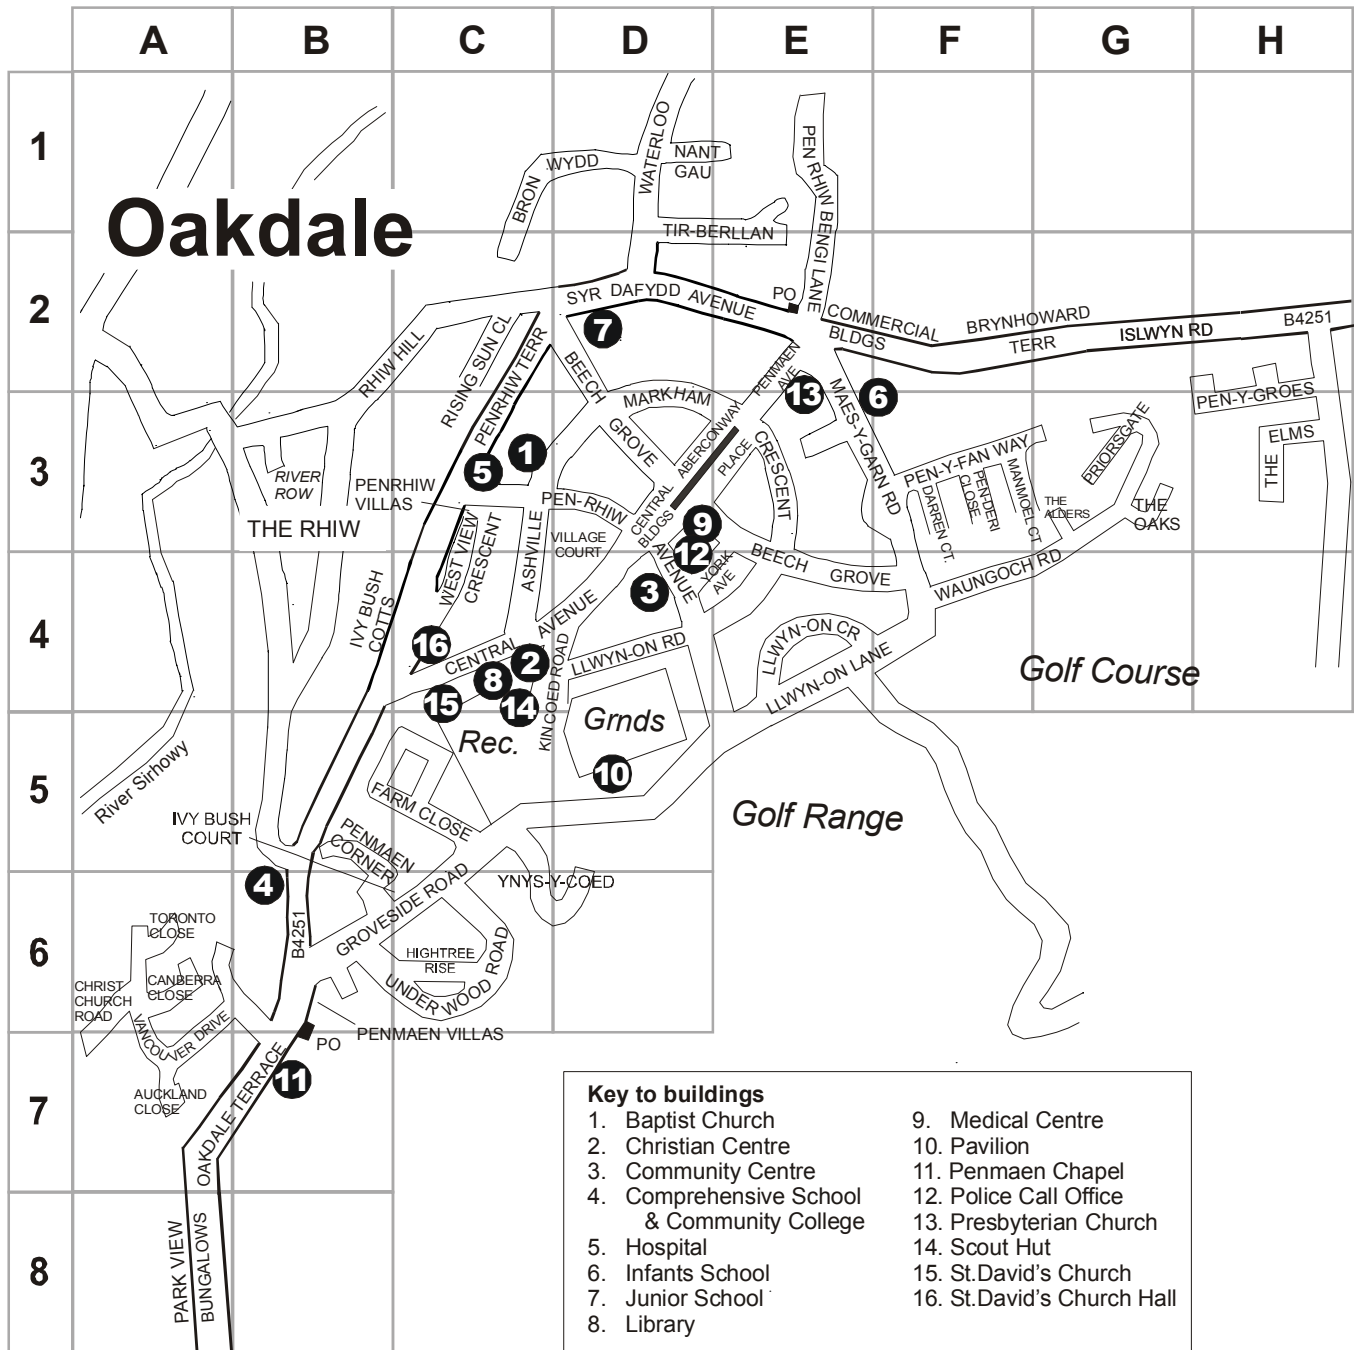 A B C D E F G H
1
2
3
4
5
6
7
8
Oakdale
WATERLOO
NANT
GAU
BRON WYDD
TIR-BERLLAN
PEN RHIW BENGI LANE
SYR DAFYDD AVENUE
PO
COMMERCIAL
BLDGS
BRYNHOWARD
TERR
ISLWYN RD
B4251
RHIW HILL
RISING SUN CL
PENRHIW TERR
7
BEECH
GROVE
MARKHAM
PENMAEN
AVE
13
6
MAES-Y-GARN RD
PEN-Y-GROES
THE
ELMS
RIVER
ROW
THE RHIW
PENRHIW
VILLAS
5
1
PEN-RHIW
AVENUE
ABERCONWAY
PLACE
CENTRAL
BLDGS
CRESCENT
9
12
PEN-Y-FAN WAY
DARREN CT.
PEN-DERI
CLOSE
MANMOEL CT
THE
ALDERS
PRIORSGATE
THE
OAKS
WAUNGOCH RD
WEST VIEW
CRESCENT
ASHVILLE
VILLAGE
COURT
YORK
AVE
BEECH GROVE
3
IVY BUSH
COTTS
16
CENTRAL AVENUE
2
8
15
14
KINCOED ROAD
LLWYN-ON RD
LLWYN-ON CR
LLWYN-ON LANE
Golf Course
Rec.
Grnds
10
Golf Range
River Sirhowy
IVY BUSH
COURT
FARM CLOSE
PENMAEN
CORNER
4
B4251
GROVESIDE ROAD
YNYS-Y-COED
HIGHTREE
RISE
UNDER WOOD ROAD
TORONTO
CLOSE
CANBERRA
CLOSE
CHRIST
CHURCH
ROAD
VANCOUVER DRIVE
AUCKLAND
CLOSE
PENMAEN VILLAS
PO
11
OAKDALE TERRACE
PARK VIEW
BUNGALOWS
Key to buildings
1. Baptist Church
2. Christian Centre
3. Community Centre
4. Comprehensive School
& Community College
5. Hospital
6. Infants School
7. Junior School
8. Library
9. Medical Centre
10. Pavilion
11. Penmaen Chapel
12. Police Call Office
13. Presbyterian Church
14. Scout Hut
15. St.David's Church
16. St.David's Church Hall